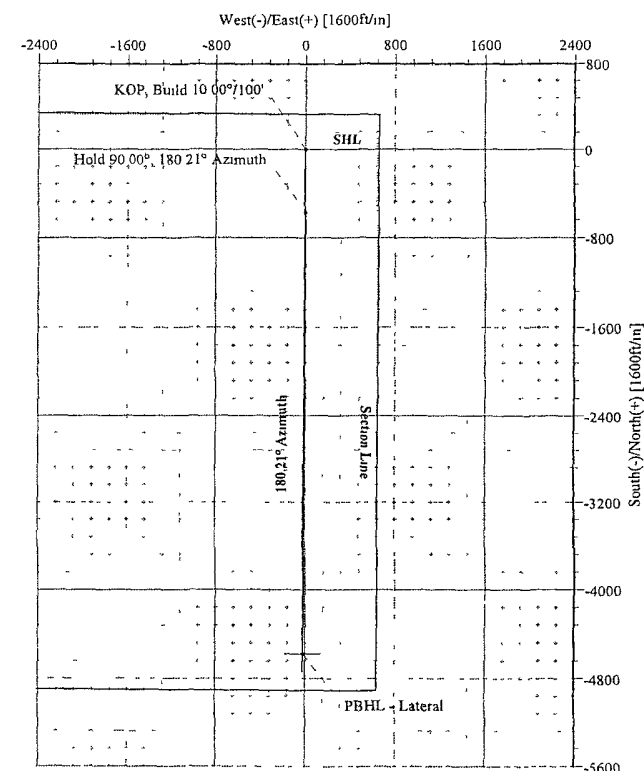 West(-)/East(+) [1600ft/in]
-2400 -1600 -800 0 800 1600 2400
800
KOP, Build 10 00°/100'
SHL
0
Hold 90 00°, 180 21° Azimuth
-800
-1600
-2400
180,21° Azimuth
Section Line
-3200
-4000
-4800
PBHL - Lateral
-5600
South(-)/North(+) [1600ft/in]